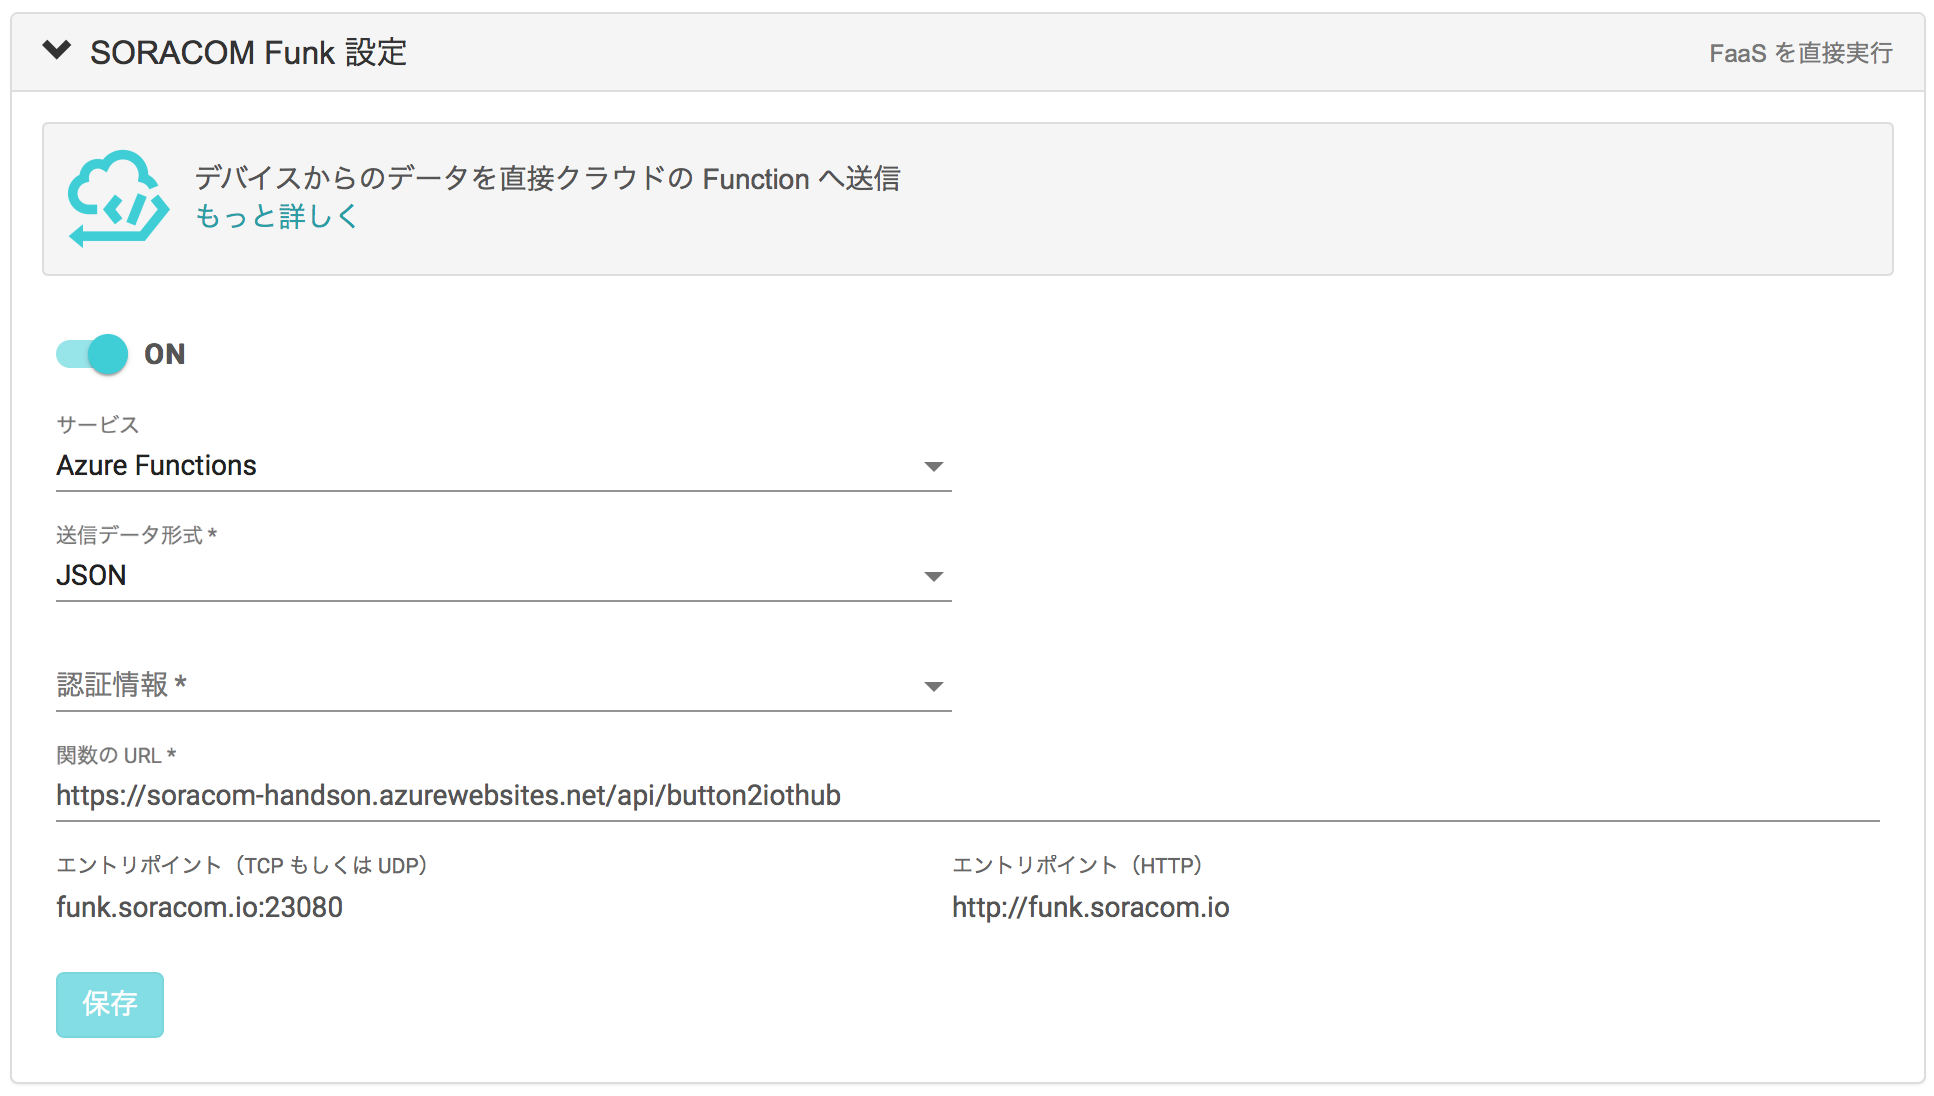 SORACOM Funk 設定
FaaS を直接実行
デバイスからのデータを直接クラウドの Function へ送信
もっと詳しく
ON
サービス
Azure Functions
送信データ形式 *
JSON
認証情報 *
関数の URL *
https://soracom-handson.azurewebsites.net/api/button2iothub
エントリポイント（TCP もしくは UDP）
funk.soracom.io:23080
エントリポイント（HTTP）
http://funk.soracom.io
保存